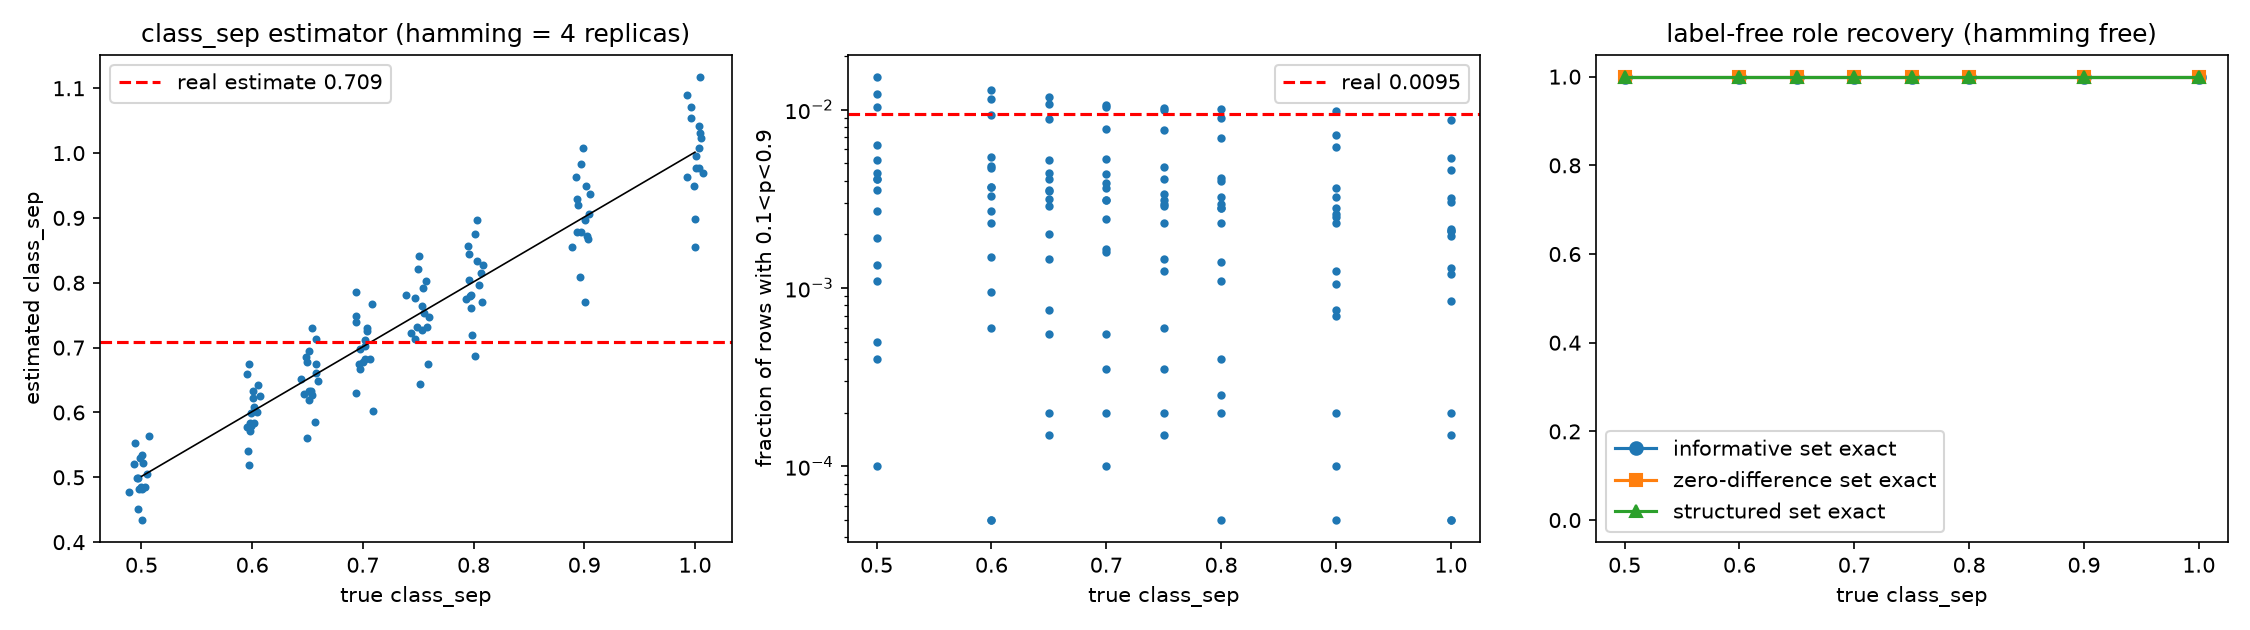 class_sep estimator (hamming = 4 replicas)
real estimate 0.709
estimated class_sep
1.1
1.0
0.9
0.8
0.7
0.6
0.5
0.4
0.5 0.6 0.7 0.8 0.9 1.0
true class_sep
real 0.0095
fraction of rows with 0.1<p<0.9
10⁻²
10⁻³
10⁻⁴
0.5 0.6 0.7 0.8 0.9 1.0
true class_sep
label-free role recovery (hamming free)
1.0
0.8
0.6
0.4
0.2
0.0
informative set exact
zero-difference set exact
structured set exact
0.5 0.6 0.7 0.8 0.9 1.0
true class_sep